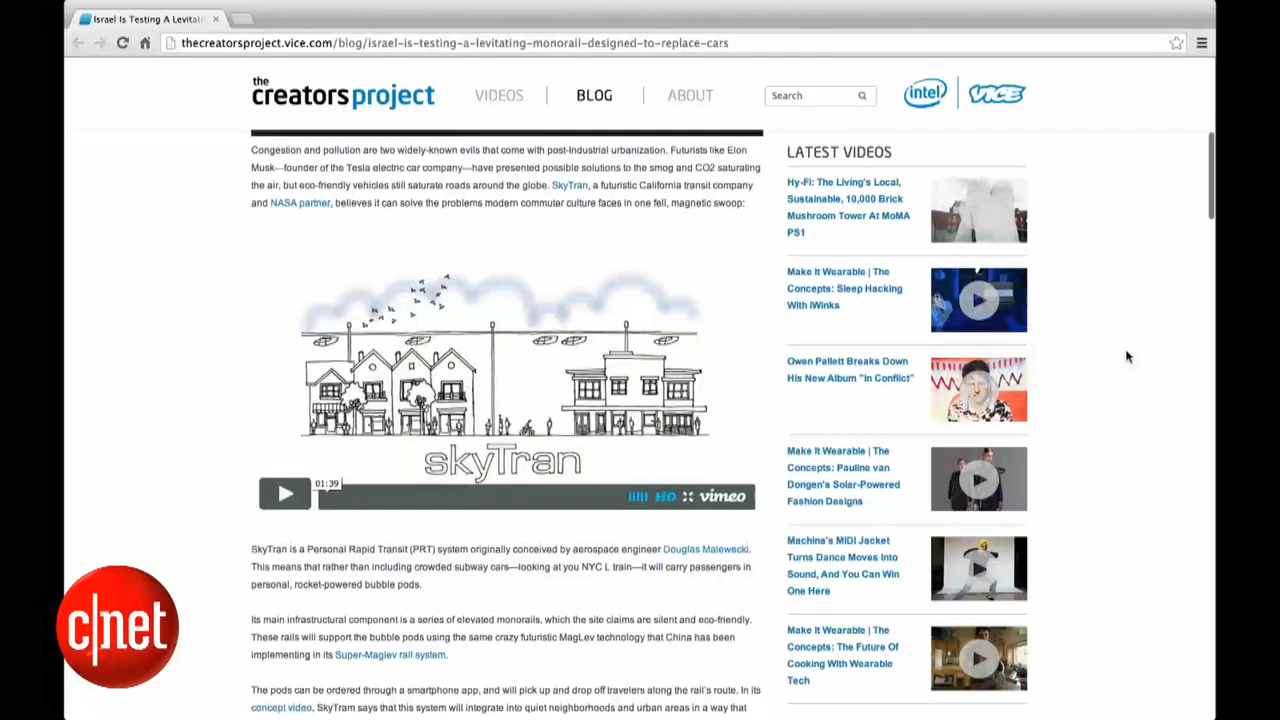 Israel Is Testing A Levitat
thecreatorsproject.vice.com/blog/israel-is-testing-a-levitating-monorail-designed-to-replace-cars
the
creatorsproject
VIDEOS
BLOG
ABOUT
Search
intel
VICE
Congestion and pollution are two widely-known evils that come with post-Industrial urbanization. Futurists like Elon
Musk—founder of the Tesla electric car company—have presented possible solutions to the smog and CO2 saturating
the air, but eco-friendly vehicles still saturate roads around the globe. SkyTran, a futuristic California transit company
and NASA partner, believes it can solve the problems modern commuter culture faces in one fell, magnetic swoop:
skyTran
01:39
HD
vimeo
SkyTran is a Personal Rapid Transit (PRT) system originally conceived by aerospace engineer Douglas Malewecki.
This means that rather than including crowded subway cars—looking at you NYC L train—it will carry passengers in
personal, rocket-powered bubble pods.
Its main infrastructural component is a series of elevated monorails, which the site claims are silent and eco-friendly.
These rails will support the bubble pods using the same crazy futuristic MagLev technology that China has been
implementing in its Super-Maglev rail system.
The pods can be ordered through a smartphone app, and will pick up and drop off travelers along the rail's route. In its
concept video, SkyTram says that this system will integrate into quiet neighborhoods and urban areas in a way that
LATEST VIDEOS
Hy-Fi: The Living's Local,
Sustainable, 10,000 Brick
Mushroom Tower At MoMA
PS1
Make It Wearable | The
Concepts: Sleep Hacking
With iWinks
Owen Pallett Breaks Down
His New Album "In Conflict"
Make It Wearable | The
Concepts: Pauline van
Dongen's Solar-Powered
Fashion Designs
Machina's MIDI Jacket
Turns Dance Moves Into
Sound, And You Can Win
One Here
Make It Wearable | The
Concepts: The Future Of
Cooking With Wearable
Tech
c|net